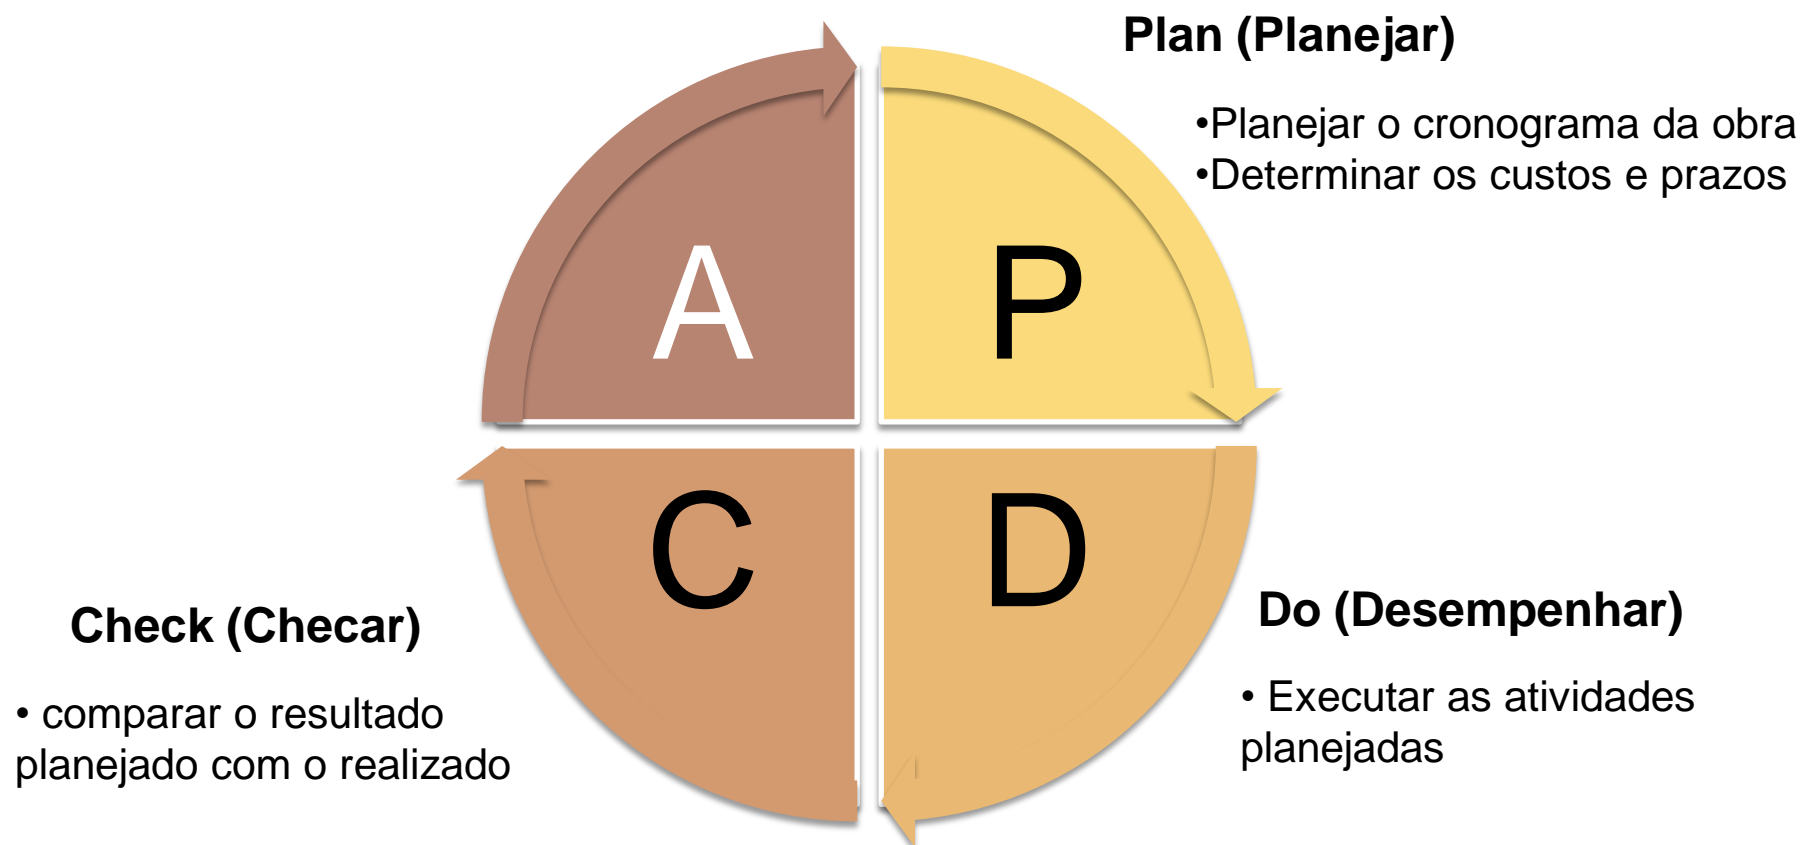 Plan (Planejar)
•Planejar o cronograma da obra
•Determinar os custos e prazos
A
P
C
D
Do (Desempenhar)
• Executar as atividades
planejadas
Check (Checar)
• comparar o resultado
planejado com o realizado